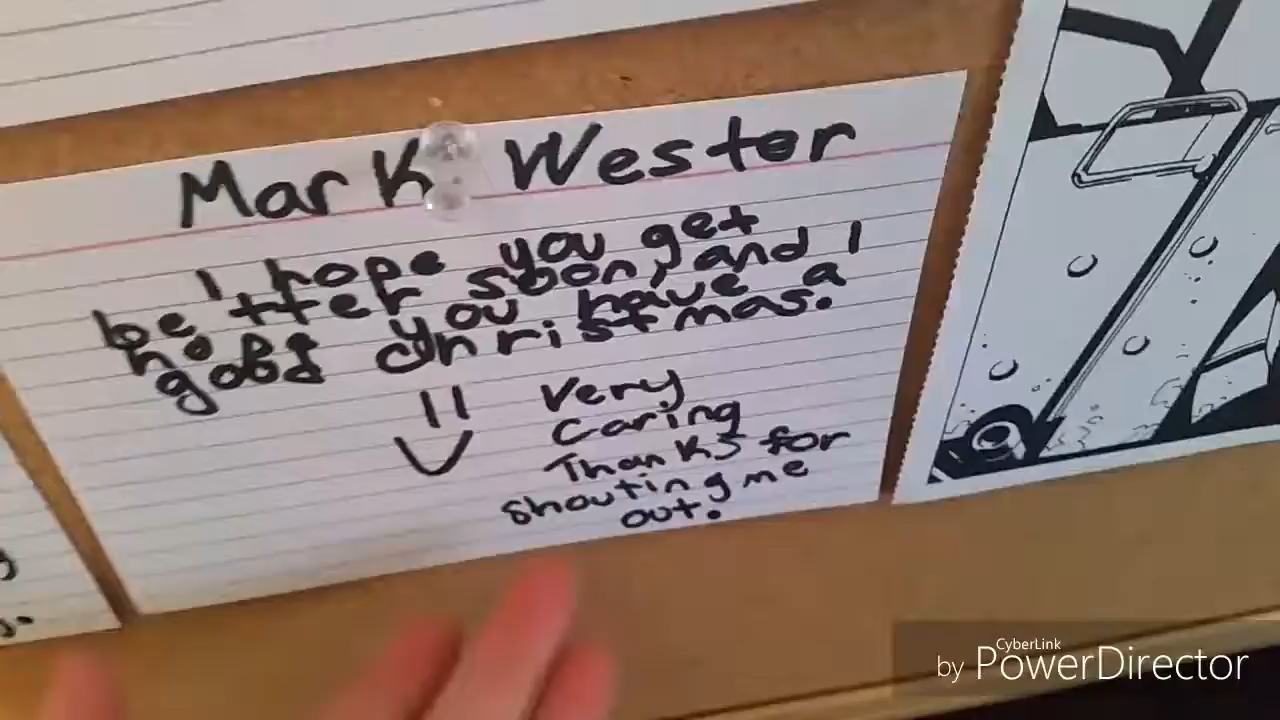 Mark Wester
I hope you get
better soon, and I
hope you have a
good christmas.
Very
caring
Thanks for
shouting me
out.
CyberLink
by PowerDirector